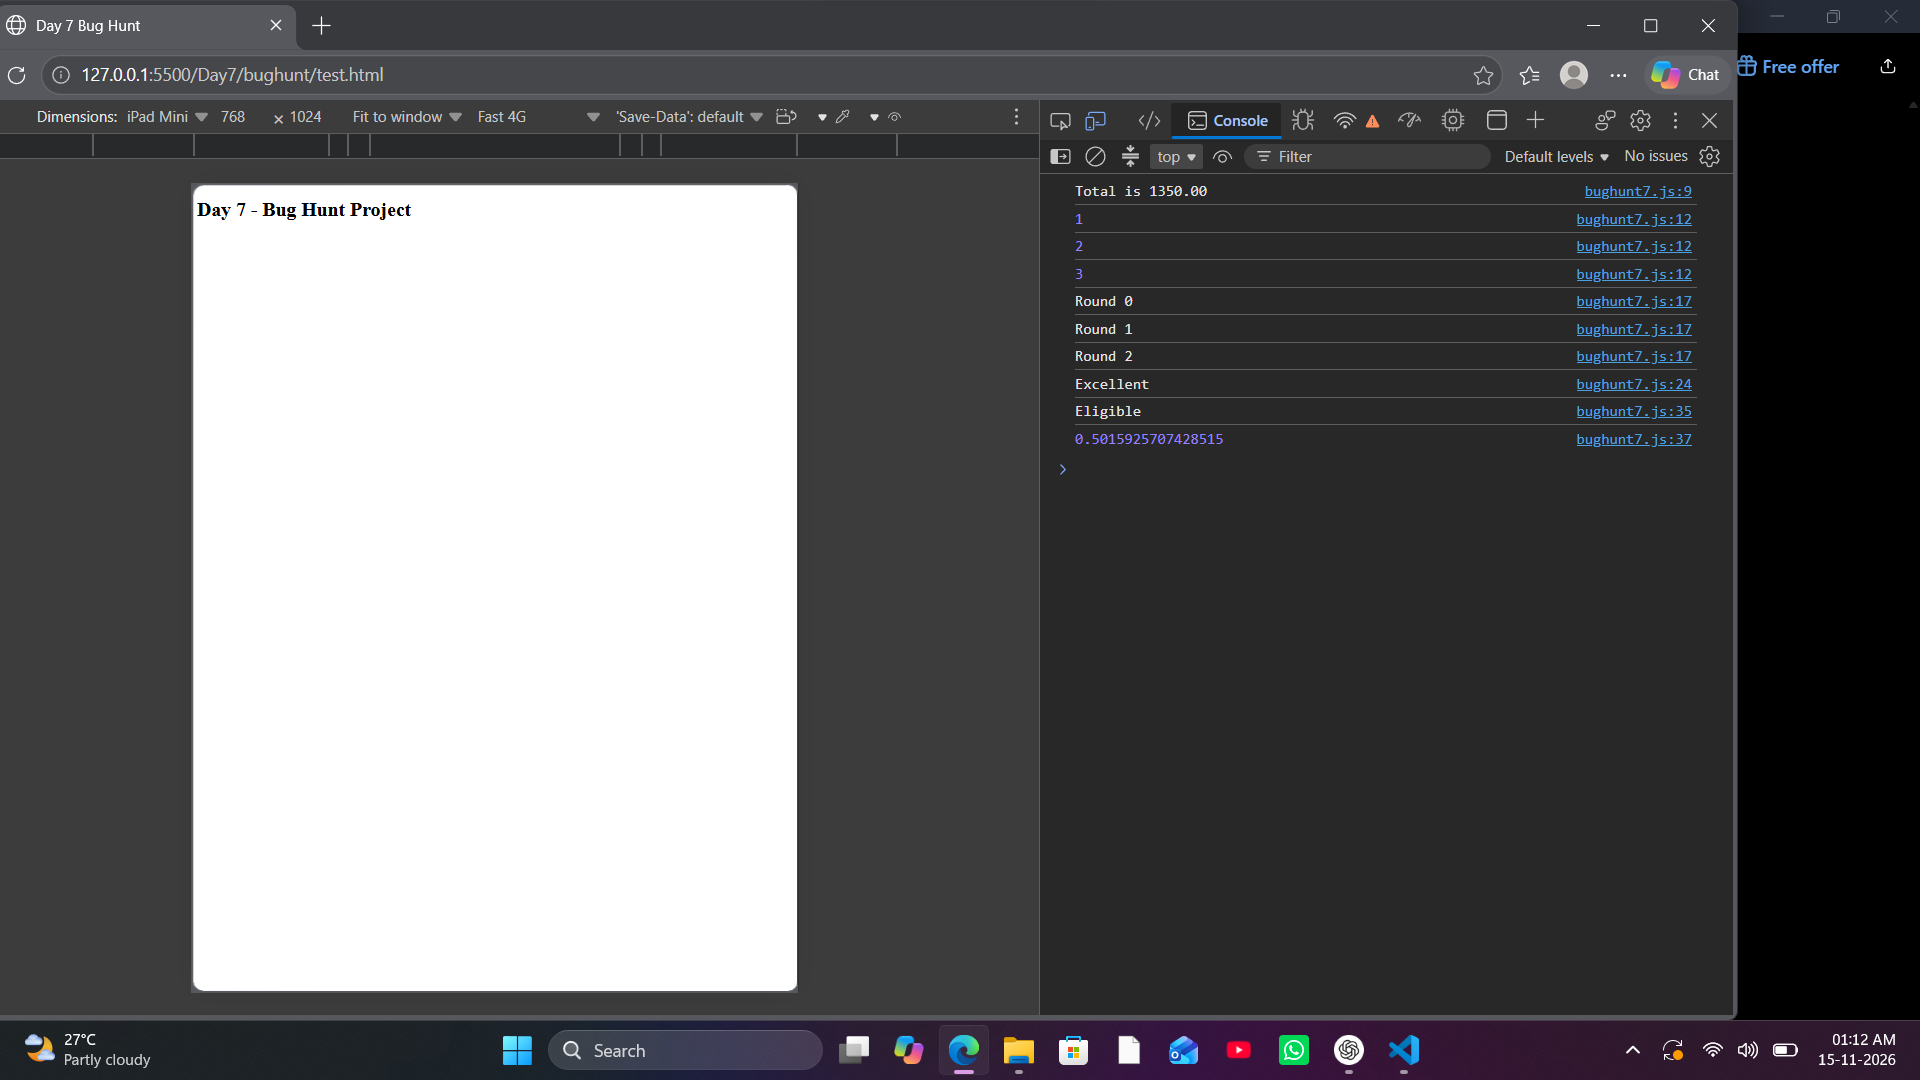 Day 7 Bug Hunt
127.0.0.1:5500/Day7/bughunt/test.html
Chat
Free offer
Dimensions: iPad Mini 768 × 1024 Fit to window Fast 4G 'Save-Data': default
Console
top Filter Default levels No issues
Day 7 - Bug Hunt Project
Total is 1350.00 bughunt7.js:9
1 bughunt7.js:12
2 bughunt7.js:12
3 bughunt7.js:12
Round 0 bughunt7.js:17
Round 1 bughunt7.js:17
Round 2 bughunt7.js:17
Excellent bughunt7.js:24
Eligible bughunt7.js:35
0.5015925707428515 bughunt7.js:37
27°C
Partly cloudy
Search
01:12 AM
15-11-2026